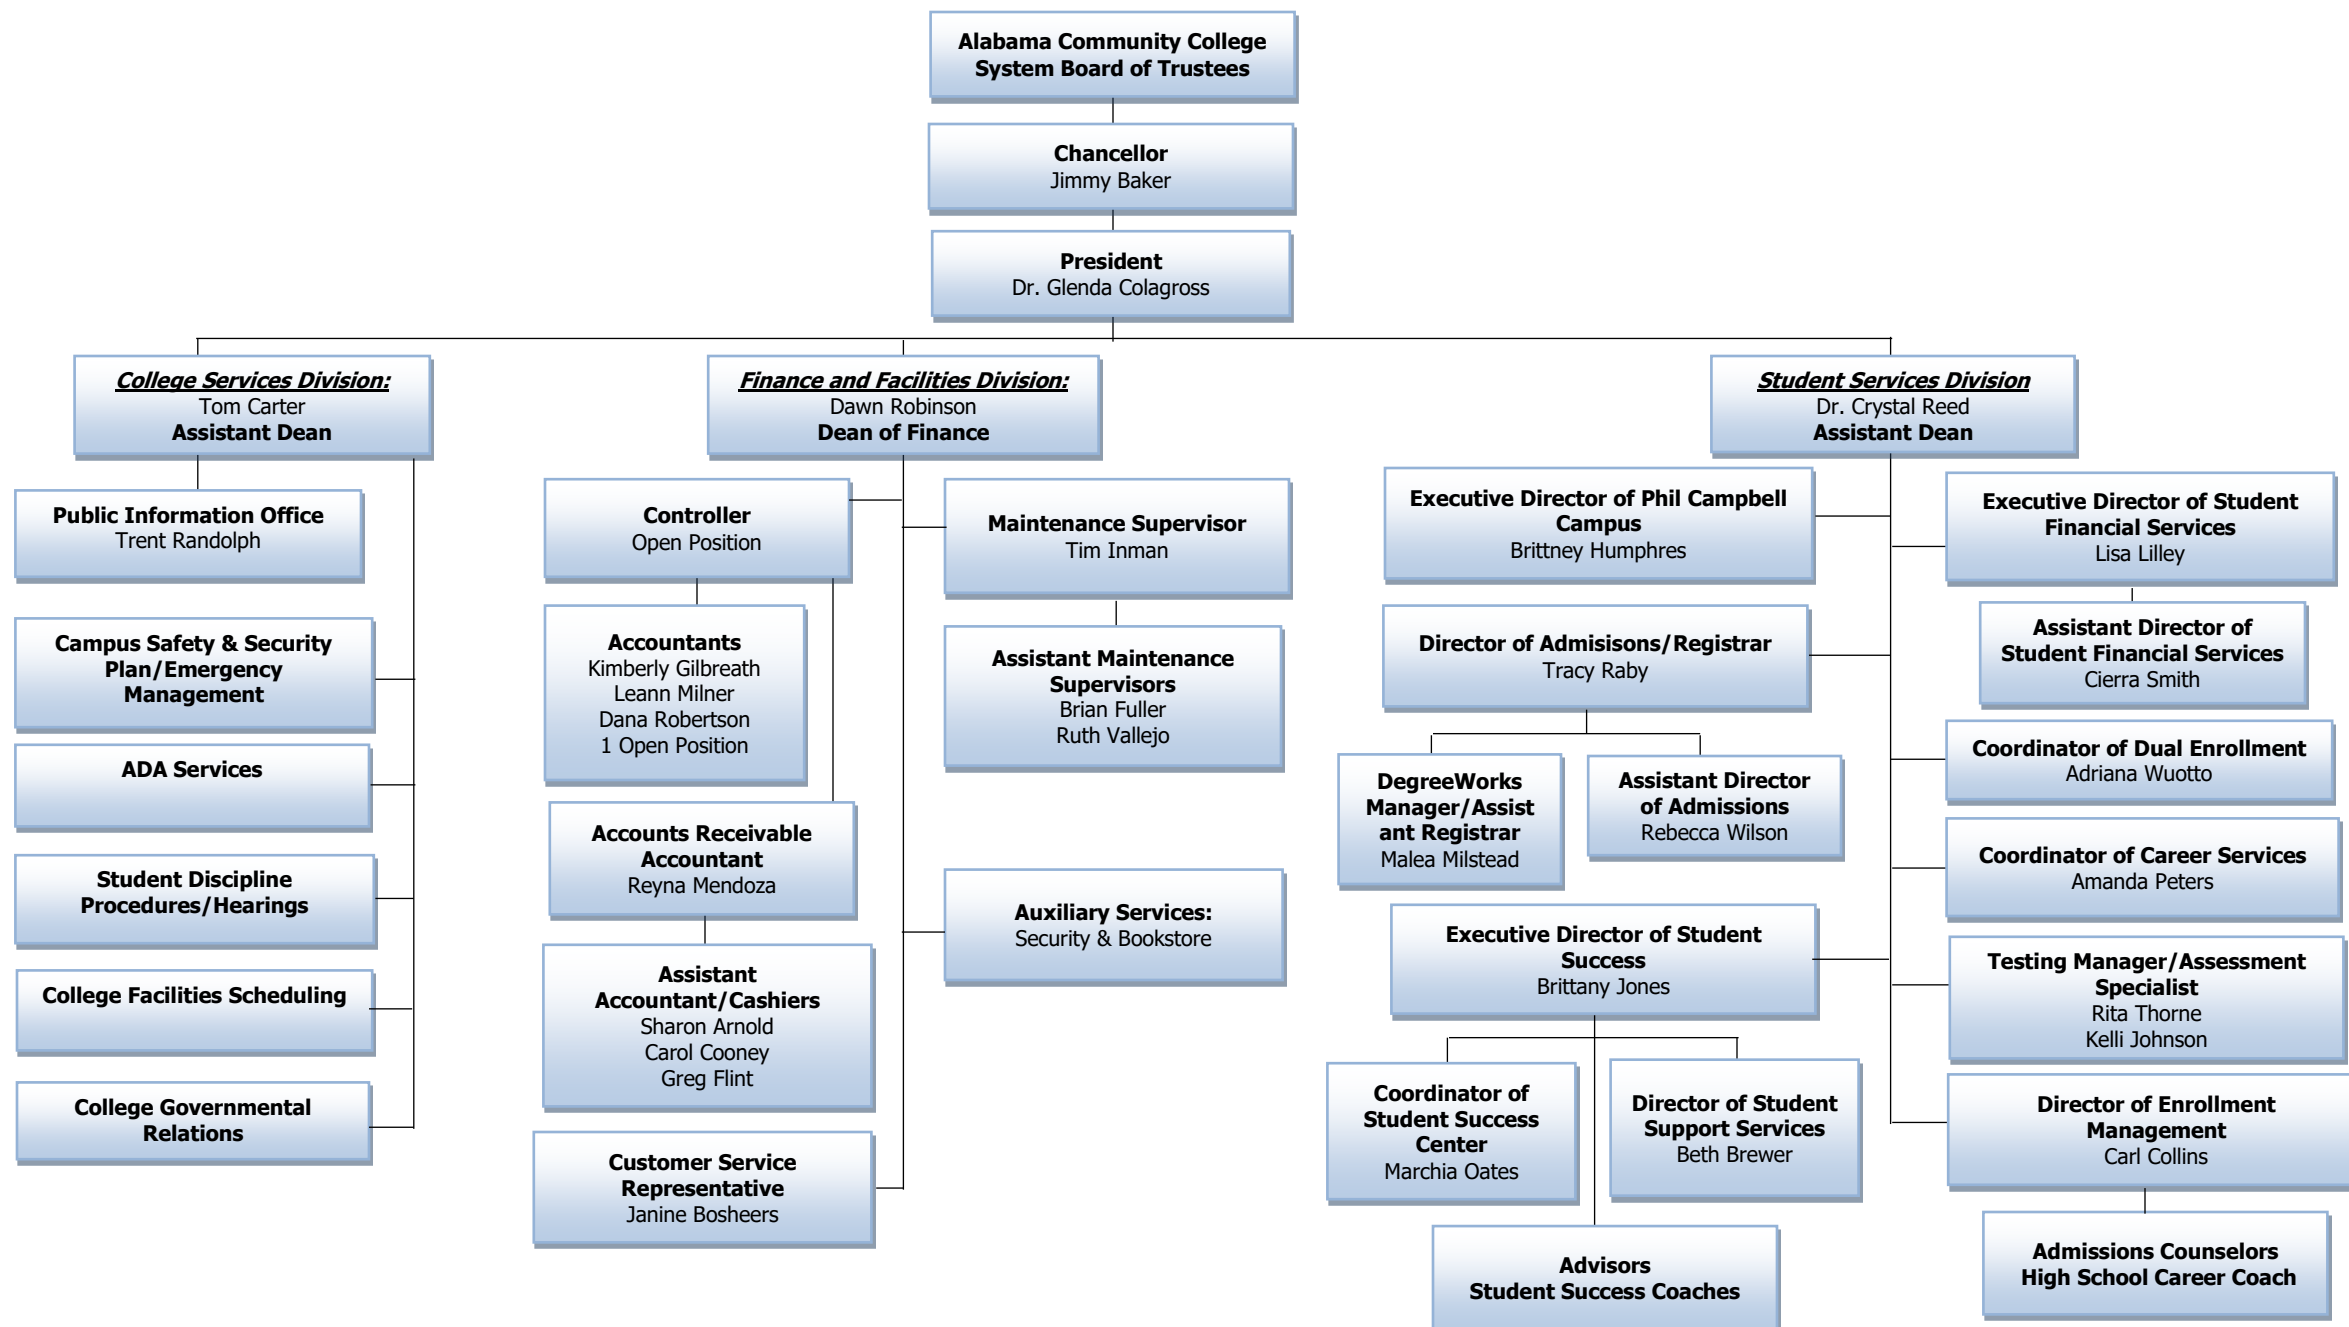 Alabama Community College
System Board of Trustees
Chancellor
Jimmy Baker
President
Dr. Glenda Colagross
College Services Division:
Tom Carter
Assistant Dean
Public Information Office
Trent Randolph
Campus Safety & Security
Plan/Emergency
Management
ADA Services
Student Discipline
Procedures/Hearings
College Facilities Scheduling
College Governmental
Relations
Finance and Facilities Division:
Dawn Robinson
Dean of Finance
Controller
Open Position
Accountants
Kimberly Gilbreath
Leann Milner
Dana Robertson
1 Open Position
Accounts Receivable
Accountant
Reyna Mendoza
Assistant
Accountant/Cashiers
Sharon Arnold
Carol Cooney
Greg Flint
Customer Service
Representative
Janine Bosheers
Maintenance Supervisor
Tim Inman
Assistant Maintenance
Supervisors
Brian Fuller
Ruth Vallejo
Auxiliary Services:
Security & Bookstore
Student Services Division
Dr. Crystal Reed
Assistant Dean
Executive Director of Phil Campbell
Campus
Brittney Humphres
Director of Admisisons/Registrar
Tracy Raby
DegreeWorks
Manager/Assist
ant Registrar
Malea Milstead
Assistant Director
of Admissions
Rebecca Wilson
Executive Director of Student
Success
Brittany Jones
Coordinator of
Student Success
Center
Marchia Oates
Director of Student
Support Services
Beth Brewer
Advisors
Student Success Coaches
Executive Director of Student
Financial Services
Lisa Lilley
Assistant Director of
Student Financial Services
Cierra Smith
Coordinator of Dual Enrollment
Adriana Wuotto
Coordinator of Career Services
Amanda Peters
Testing Manager/Assessment
Specialist
Rita Thorne
Kelli Johnson
Director of Enrollment
Management
Carl Collins
Admissions Counselors
High School Career Coach